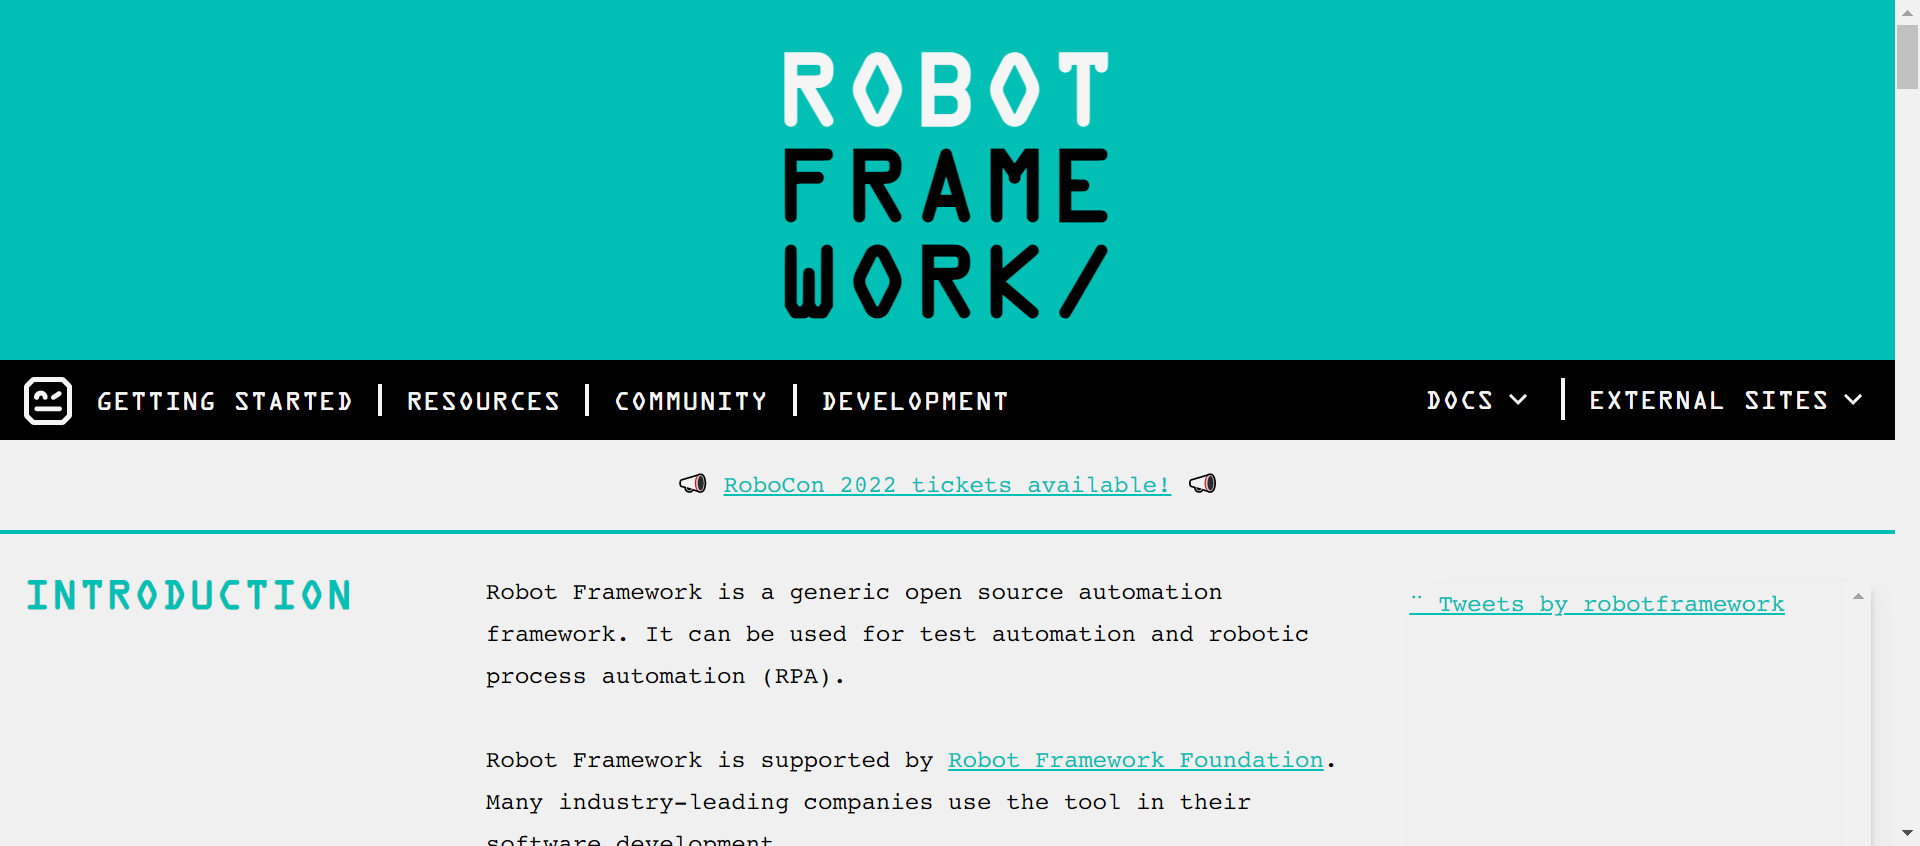 ROBOT
FRAME
WORK/
GETTING STARTED RESOURCES COMMUNITY DEVELOPMENT DOCS EXTERNAL SITES
RoboCon 2022 tickets available!
INTRODUCTION
Robot Framework is a generic open source automation
framework. It can be used for test automation and robotic
process automation (RPA).
Robot Framework is supported by Robot Framework Foundation.
Many industry-leading companies use the tool in their
software development.
Tweets by robotframework